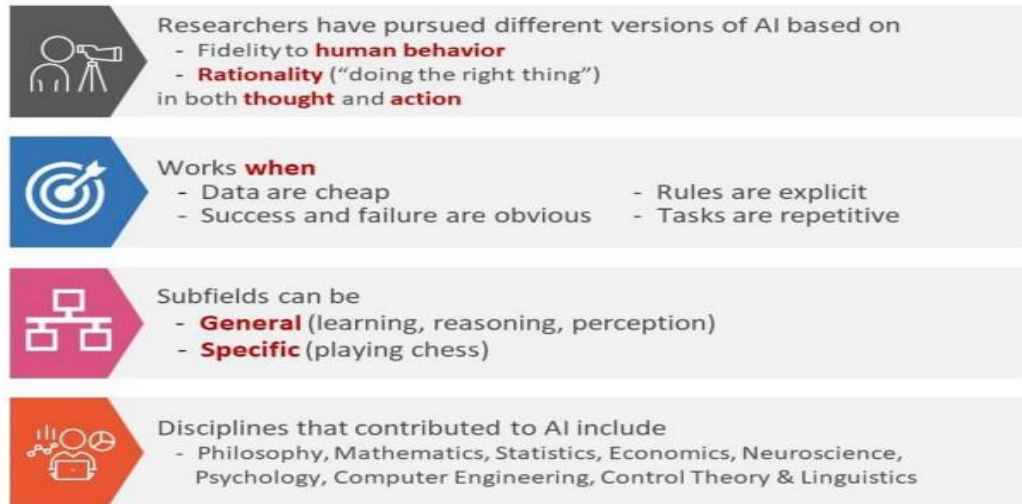 Researchers have pursued different versions of AI based on
- Fidelity to human behavior
- Rationality (“doing the right thing”)
in both thought and action
Works when
- Data are cheap
- Success and failure are obvious
- Rules are explicit
- Tasks are repetitive
Subfields can be
- General (learning, reasoning, perception)
- Specific (playing chess)
Disciplines that contributed to AI include
- Philosophy, Mathematics, Statistics, Economics, Neuroscience,
Psychology, Computer Engineering, Control Theory & Linguistics